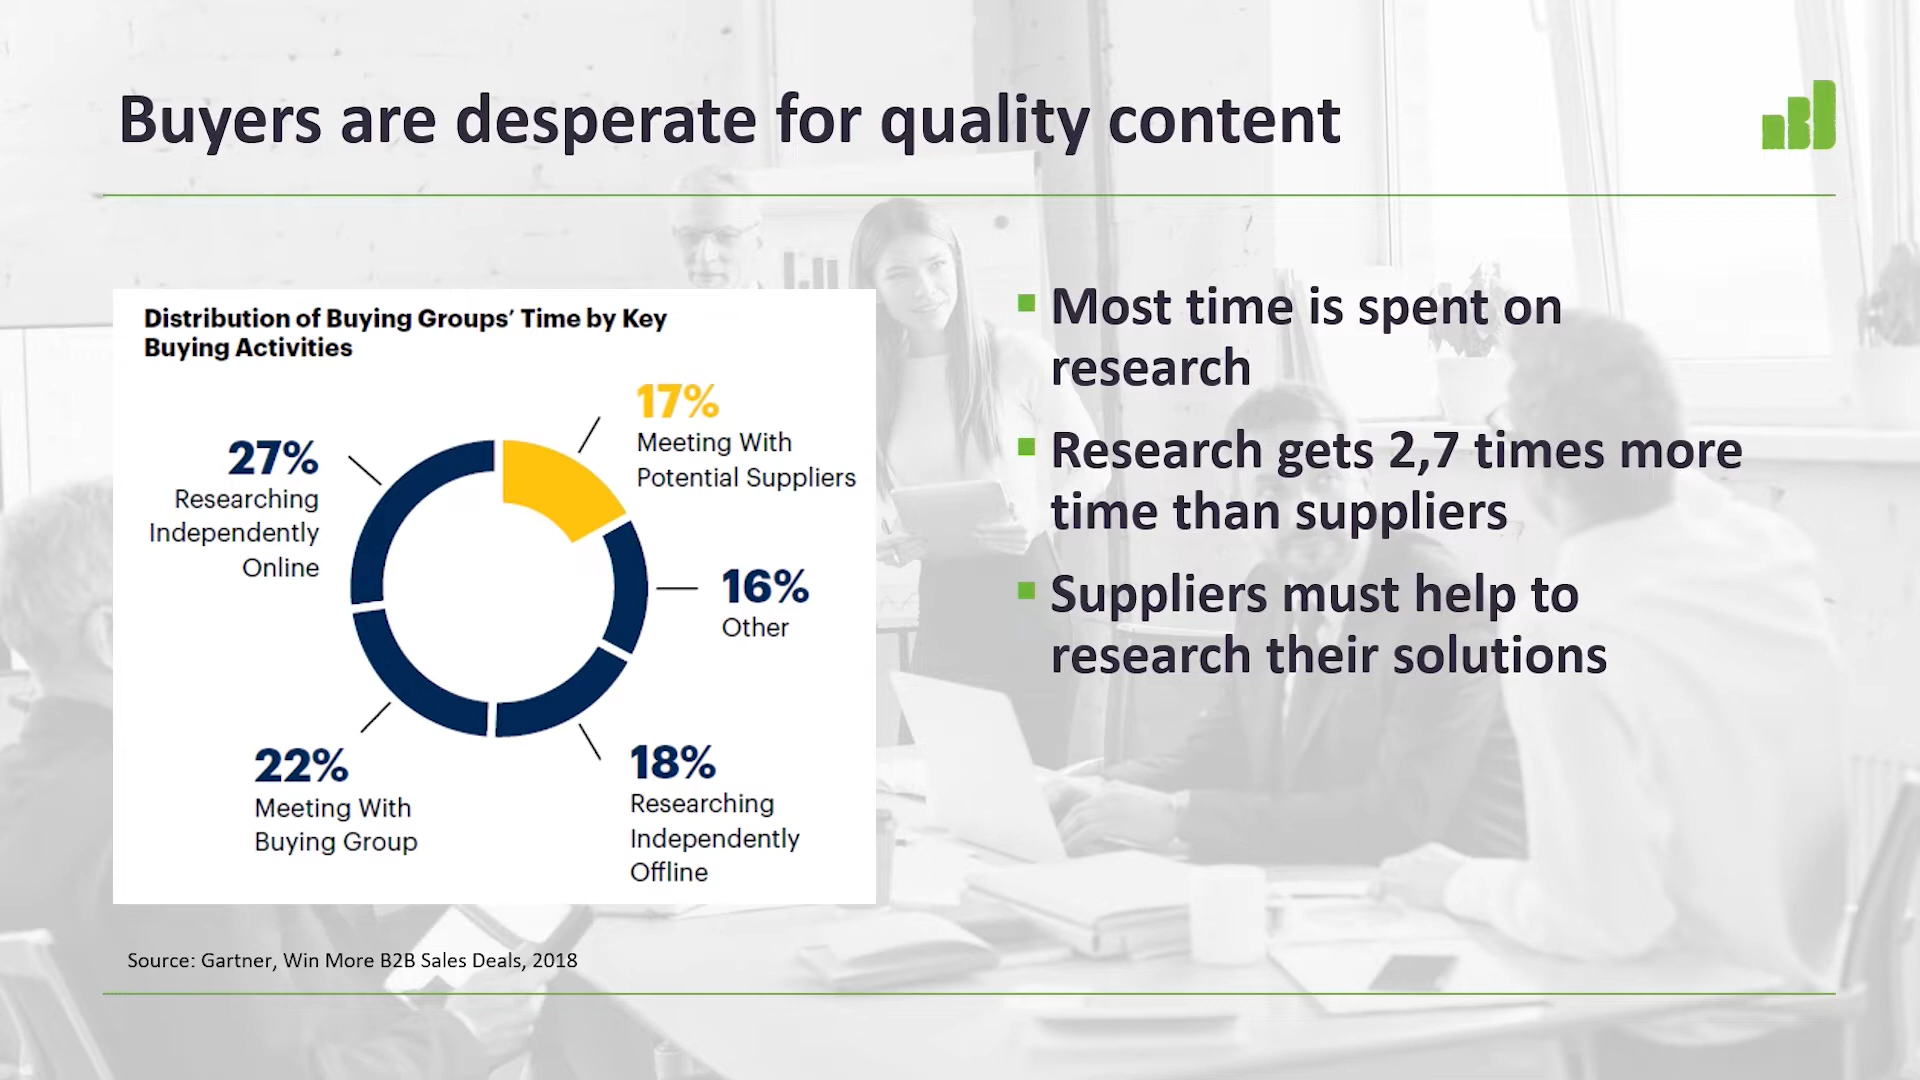 Buyers are desperate for quality content
Distribution of Buying Groups’ Time by Key
Buying Activities
17%
Meeting With
Potential Suppliers
27%
Researching
Independently
Online
16%
Other
22%
Meeting With
Buying Group
18%
Researching
Independently
Offline
Most time is spent on
research
Research gets 2,7 times more
time than suppliers
Suppliers must help to
research their solutions
Source: Gartner, Win More B2B Sales Deals, 2018